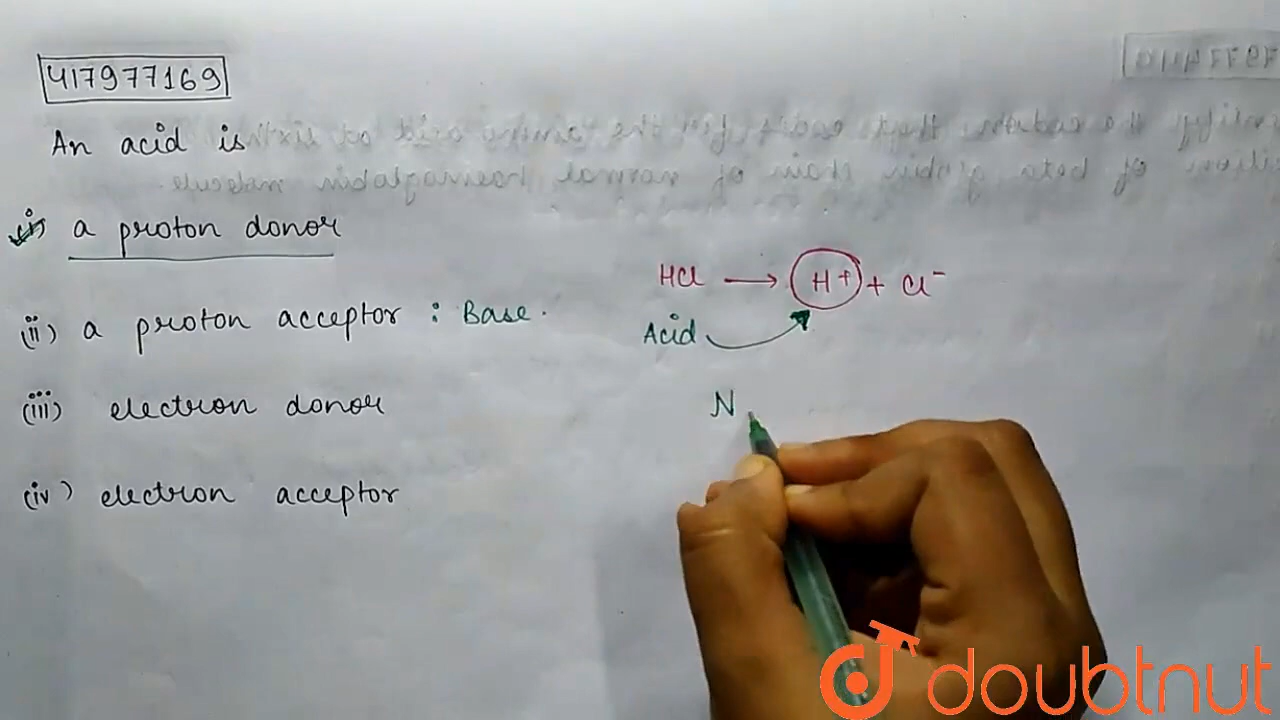 417977169
An acid is
(i) a proton donor
HCl ⟶ H+ + Cl⁻
(ii) a proton acceptor : Base.
Acid
(iii) electron donor
N
(iv) electron acceptor
doubtnut